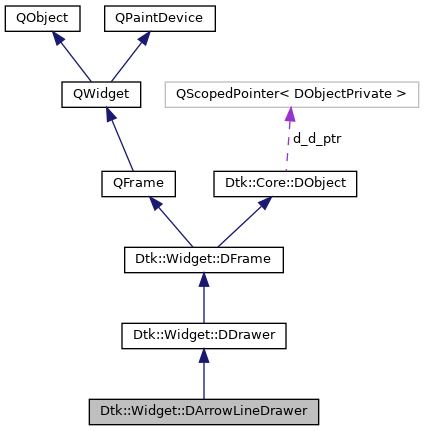 QObject
QPaintDevice
QWidget
QScopedPointer< DObjectPrivate >
d_d_ptr
QFrame
Dtk::Core::DObject
Dtk::Widget::DFrame
Dtk::Widget::DDrawer
Dtk::Widget::DArrowLineDrawer